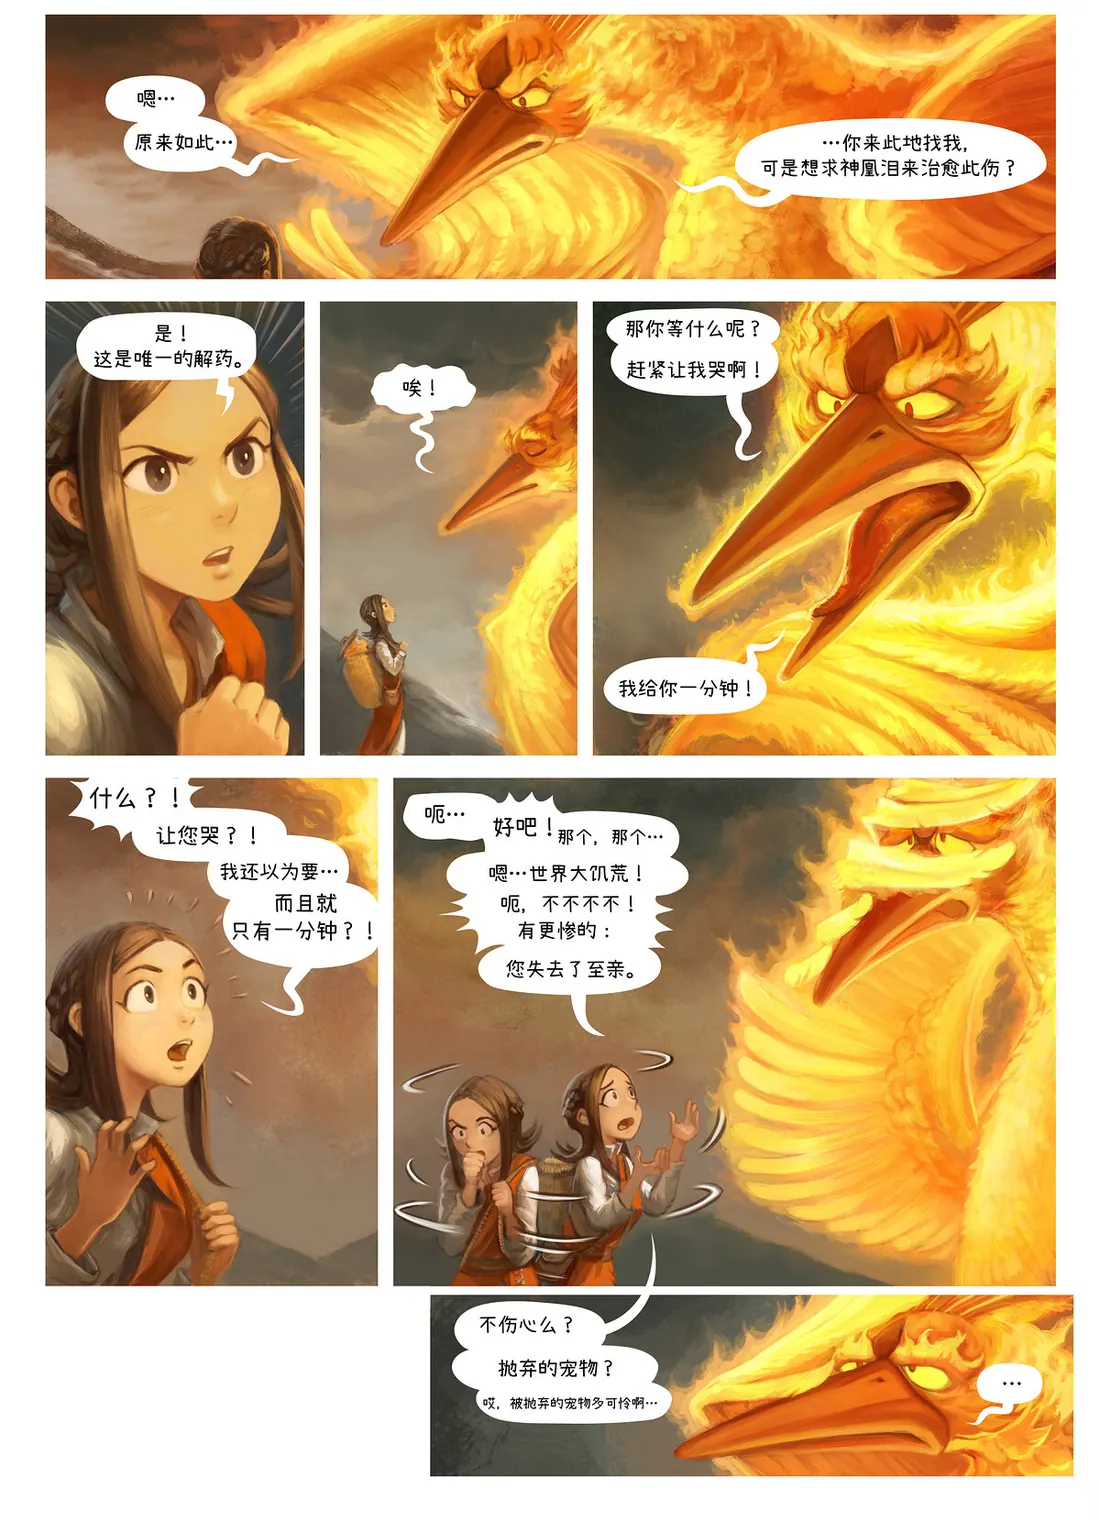 嗯…
原来如此…
…你来此地找我，
可是想求神凰泪来治愈此伤？
是！
这是唯一的解药。
唉！
那你等什么呢？
赶紧让我哭啊！
我给你一分钟！
什么？！
让您哭？！
我还以为要…
而且就
只有一分钟？！
呃…
好吧！那个，那个…
嗯…世界大饥荒！
呃，不不不不！
有更惨的：
您失去了至亲。
不伤心么？
抛弃的宠物？
哎，被抛弃的宠物多可怜啊…
…